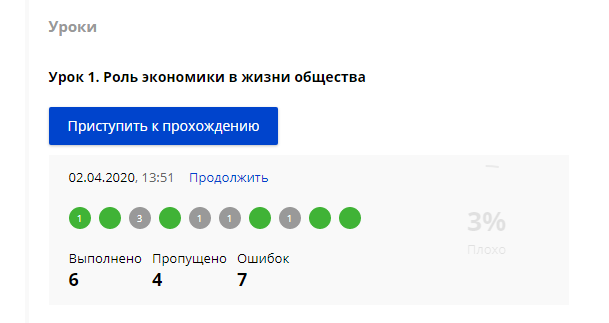 Уроки
Урок 1. Роль экономики в жизни общества
Приступить к прохождению
02.04.2020, 13:51 Продолжить
1 3 1 1 1
3%
Плохо
Выполнено Пропущено Ошибок
6 4 7